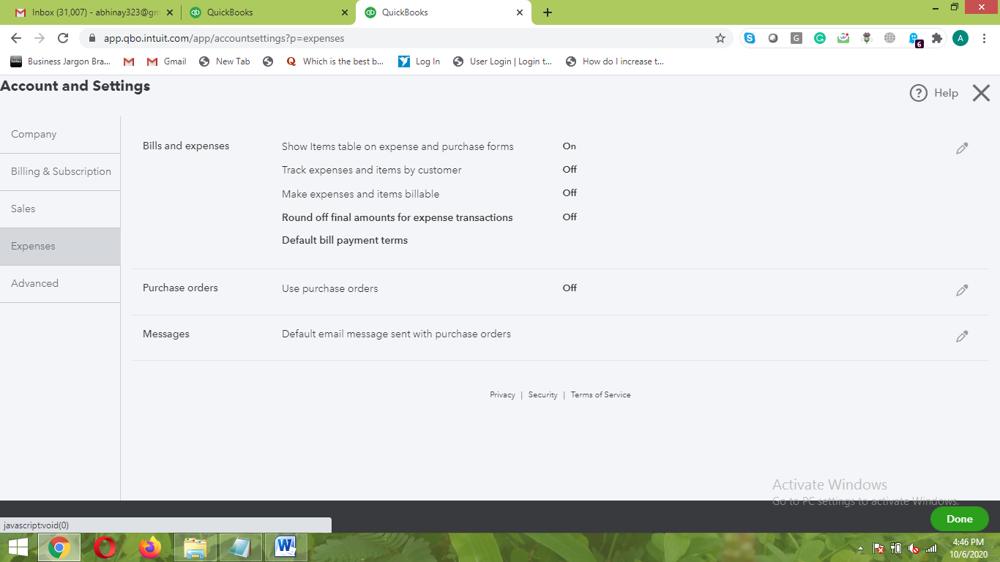 Inbox (31,007) - abhinay323@gm
QuickBooks
QuickBooks
app.qbo.intuit.com/app/accountsettings?p=expenses
G
G
6
A
Business Jargon Bra...
Gmail
New Tab
Which is the best b...
Log In
User Login | Login t...
How do I increase t...
Account and Settings
Help
Company
Billing & Subscription
Sales
Expenses
Advanced
Bills and expenses
Show Items table on expense and purchase forms On
Track expenses and items by customer Off
Make expenses and items billable Off
Round off final amounts for expense transactions Off
Default bill payment terms
Purchase orders Use purchase orders Off
Messages Default email message sent with purchase orders
Privacy | Security | Terms of Service
Activate Windows
Go to PC settings to activate Windows.
Done
javascript:void(0)
4:46 PM
10/6/2020